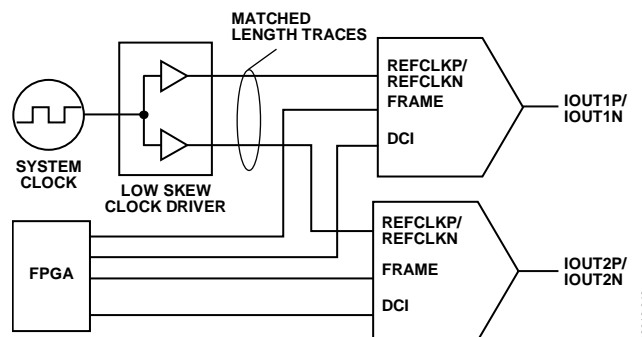 MATCHED
LENGTH TRACES
REFCLKP/
REFCLKN
FRAME
DCI
IOUT1P/
IOUT1N
SYSTEM
CLOCK
LOW SKEW
CLOCK DRIVER
FPGA
REFCLKP/
REFCLKN
FRAME
DCI
IOUT2P/
IOUT2N